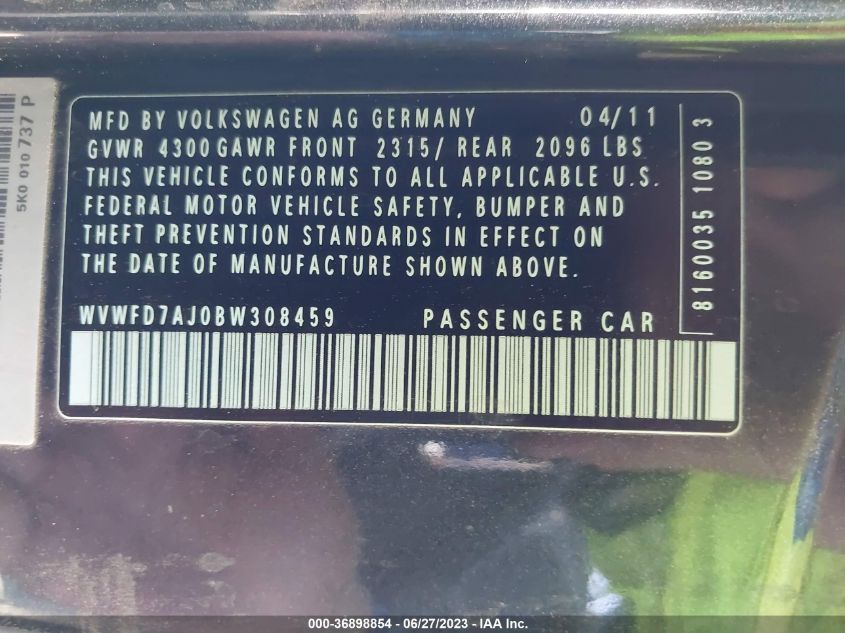 MFD BY VOLKSWAGEN AG GERMANY 04/11
GVWR 4300 GAWR FRONT 2315/ REAR 2096 LBS
THIS VEHICLE CONFORMS TO ALL APPLICABLE U.S.
FEDERAL MOTOR VEHICLE SAFETY, BUMPER AND
THEFT PREVENTION STANDARDS IN EFFECT ON
THE DATE OF MANUFACTURE SHOWN ABOVE.
WVWFD7AJ0BW308459 PASSENGER CAR
8160035 1080 3
5K0 010 737 P
000-36898854 / 06/27/2023 - IAA Inc.